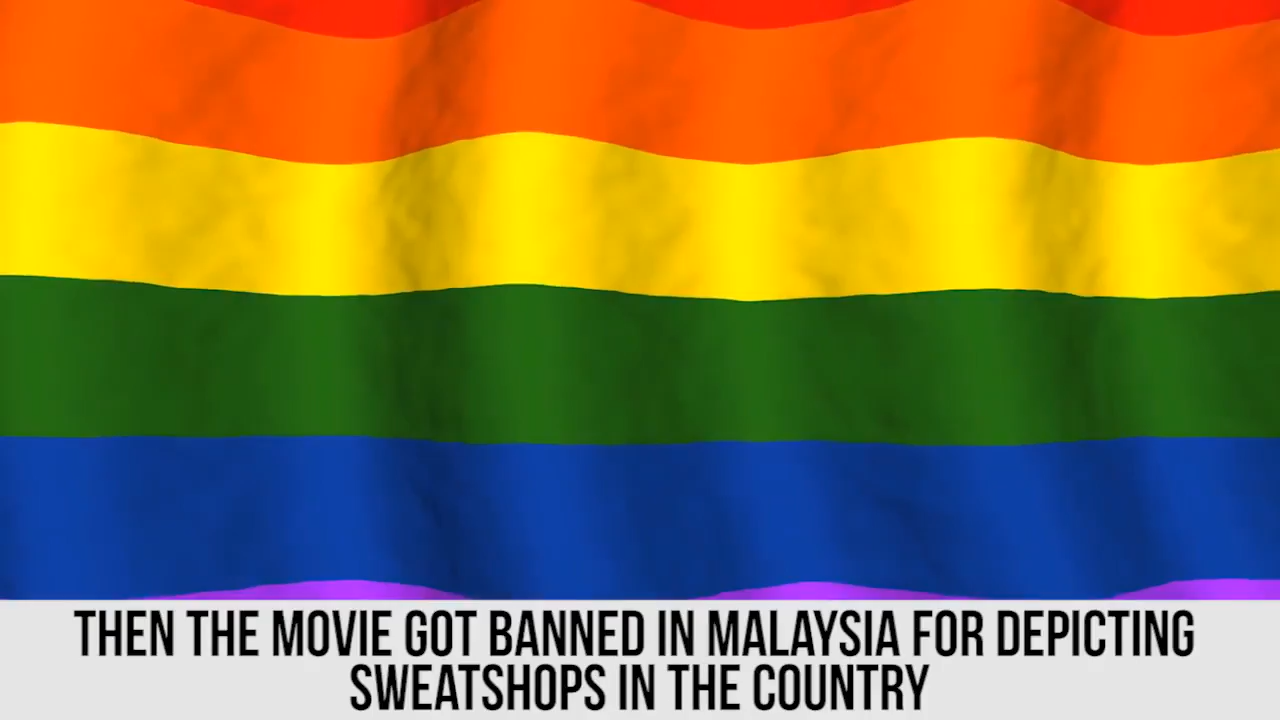 THEN THE MOVIE GOT BANNED IN MALAYSIA FOR DEPICTING
SWEATSHOPS IN THE COUNTRY